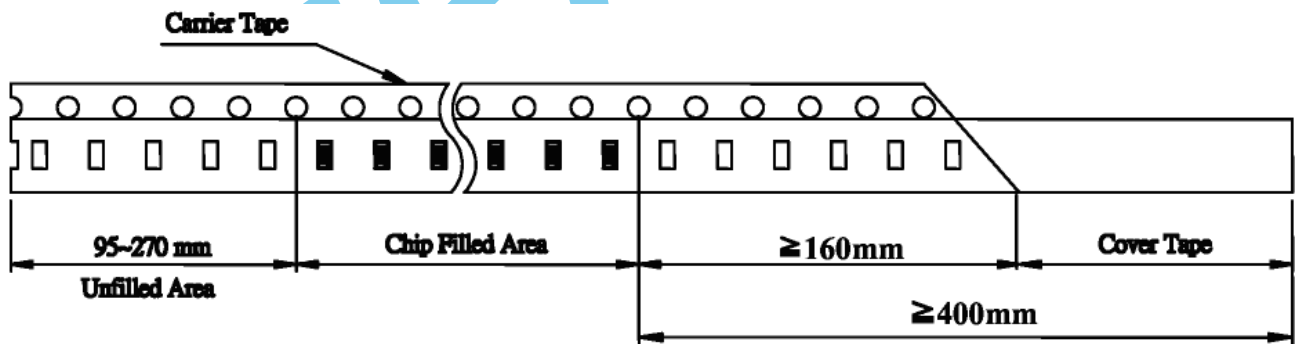 Carrier Tape
95~270 mm
Chip Filled Area
≧160mm
Cover Tape
Unfilled Area
≧400mm